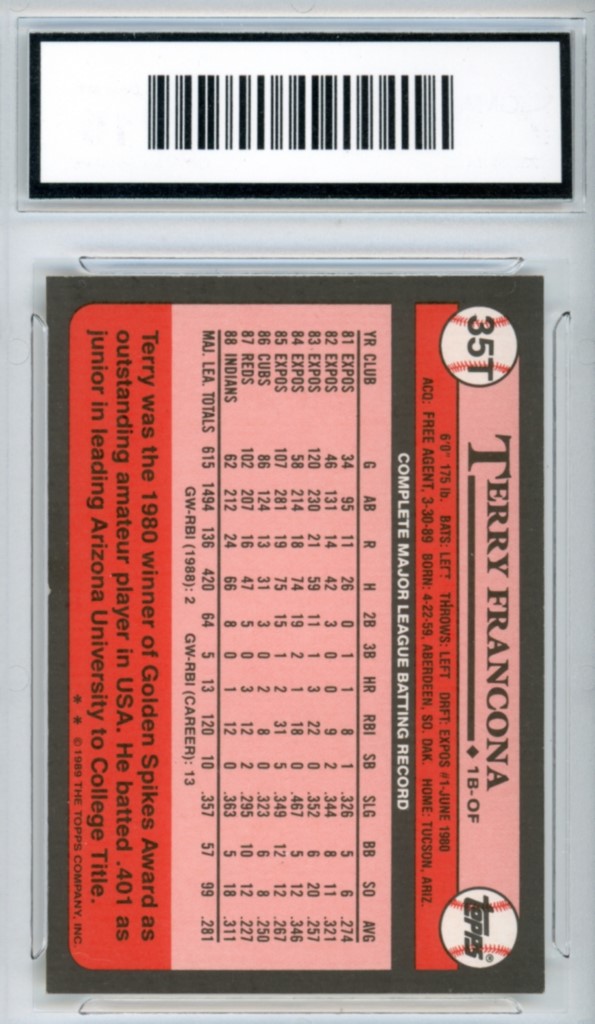 35T
TERRY FRANCONA ◆ 1B-OF
TOPPS®
6'0" 175 lb. BATS: LEFT THROWS: LEFT DRFT: EXPOS #1-JUNE 1980
ACQ: FREE AGENT, 3-30-89 BORN: 4-22-59, ABERDEEN, SO. DAK. HOME: TUCSON, ARIZ.
COMPLETE MAJOR LEAGUE BATTING RECORD
YR CLUB G AB R H 2B 3B HR RBI SB SLG BB SO AVG
81 EXPOS 34 95 11 26 0 1 1 8 1 .326 5 6 .274
82 EXPOS 46 131 14 42 3 0 0 9 2 .344 8 11 .321
83 EXPOS 120 230 21 59 11 1 3 22 0 .352 6 20 .257
84 EXPOS 58 214 18 74 19 2 1 18 0 .467 5 12 .346
85 EXPOS 107 281 19 75 15 1 2 31 5 .349 12 12 .267
86 CUBS 86 124 13 31 3 0 2 8 0 .323 6 8 .250
87 REDS 102 207 16 47 5 0 3 12 2 .295 10 12 .227
88 INDIANS 62 212 24 66 8 0 1 12 0 .363 5 18 .311
MAJ. LEA. TOTALS 615 1494 136 420 64 5 13 120 10 .357 57 99 .281
GW-RBI (1988): 2 GW-RBI (CAREER): 13
Terry was the 1980 winner of Golden Spikes Award as
outstanding amateur player in USA. He batted .401 as
junior in leading Arizona University to College Title.
* * ©1989 THE TOPPS COMPANY, INC.